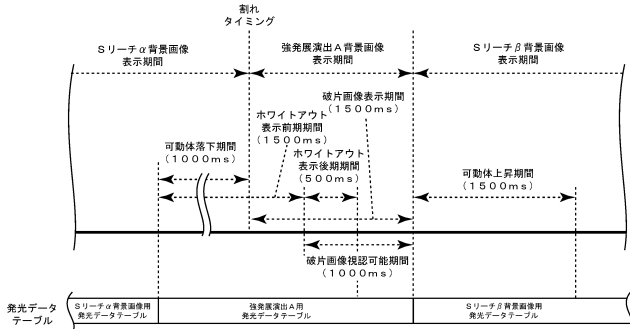 割れ
タイミング
Sリーチα背景画像
表示期間
強発展演出A背景画像
表示期間
Sリーチβ背景画像
表示期間
破片画像表示期間
(1500ms)
ホワイトアウト
表示前期期間
(1500ms)
可動体落下期間
(1000ms)
ホワイトアウト
表示後期期間
(500ms)
可動体上昇期間
(1500ms)
破片画像視認可能期間
(1000ms)
発光データ
テーブル
Sリーチα背景画像用
発光データテーブル
強発展演出A用
発光データテーブル
Sリーチβ背景画像用
発光データテーブル